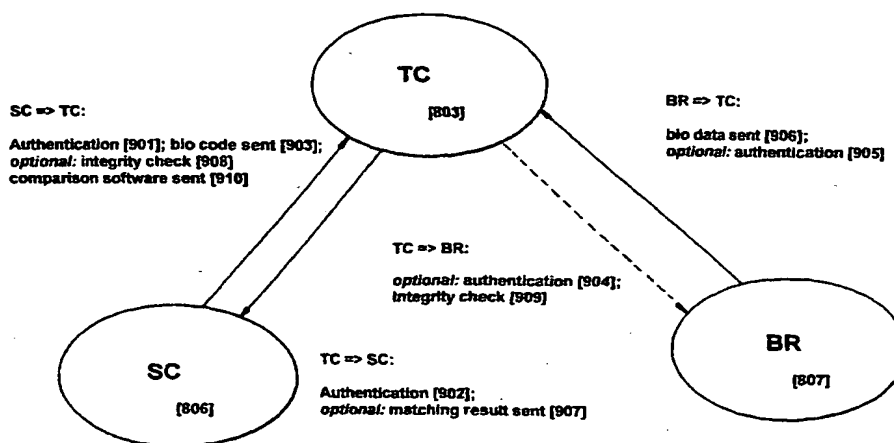 TC
[803]
SC => TC:
Authentication [901]; bio code sent [903];
optional: integrity check [908]
comparison software sent [910]
BR => TC:
bio data sent [906];
optional: authentication [905]
TC => BR:
optional: authentication [904];
integrity check [909]
SC
[806]
TC => SC:
Authentication [902];
optional: matching result sent [907]
BR
[807]